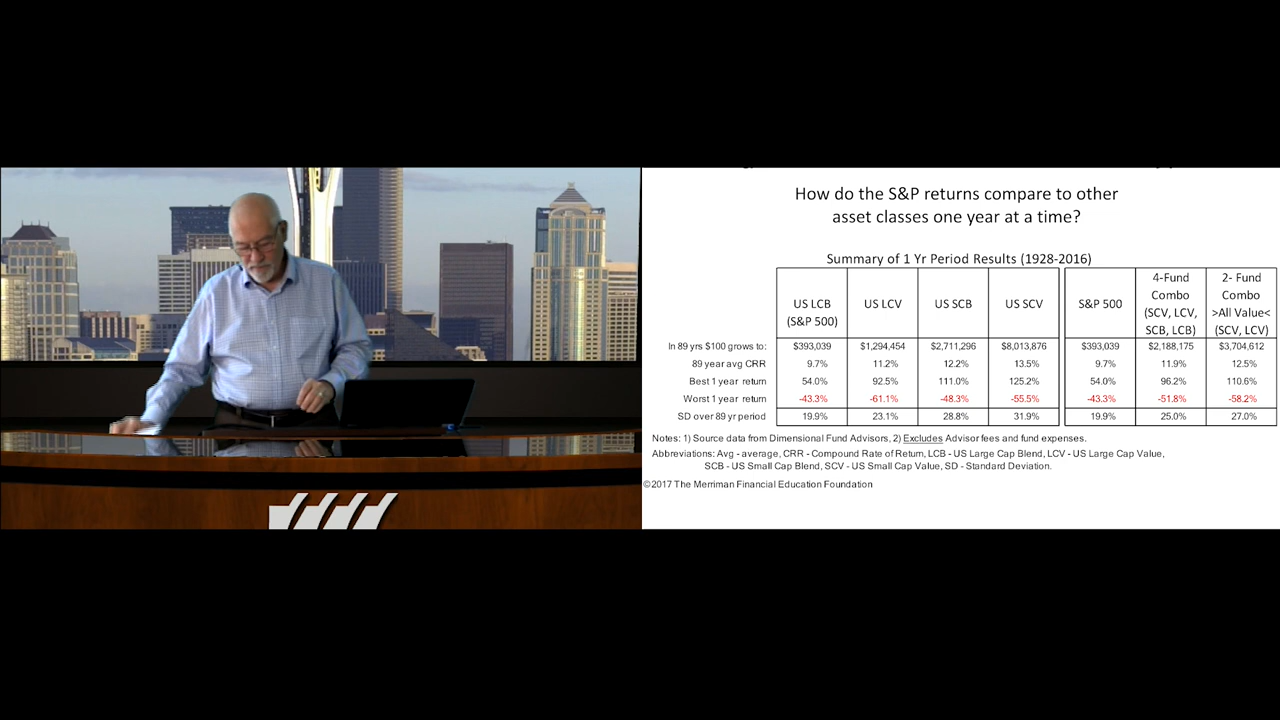 How do the S&P returns compare to other
asset classes one year at a time?
Summary of 1 Yr Period Results (1928-2016)
US LCB (S&P 500) US LCV US SCB US SCV S&P 500 4-Fund Combo (SCV, LCV, SCB, LCB) 2- Fund Combo >All Value< (SCV, LCV)
In 89 yrs $100 grows to: $393,039 $1,294,454 $2,711,296 $8,013,876 $393,039 $2,188,175 $3,704,612
89 year avg CRR 9.7% 11.2% 12.2% 13.5% 9.7% 11.9% 12.5%
Best 1 year return 54.0% 92.5% 111.0% 125.2% 54.0% 96.2% 110.6%
Worst 1 year return -43.3% -61.1% -48.3% -55.5% -43.3% -51.8% -58.2%
SD over 89 yr period 19.9% 23.1% 28.8% 31.9% 19.9% 25.0% 27.0%
Notes: 1) Source data from Dimensional Fund Advisors, 2) Excludes Advisor fees and fund expenses.
Abbreviations: Avg - average, CRR - Compound Rate of Return, LCB - US Large Cap Blend, LCV - US Large Cap Value,
SCB - US Small Cap Blend, SCV - US Small Cap Value, SD - Standard Deviation.
©2017 The Merriman Financial Education Foundation